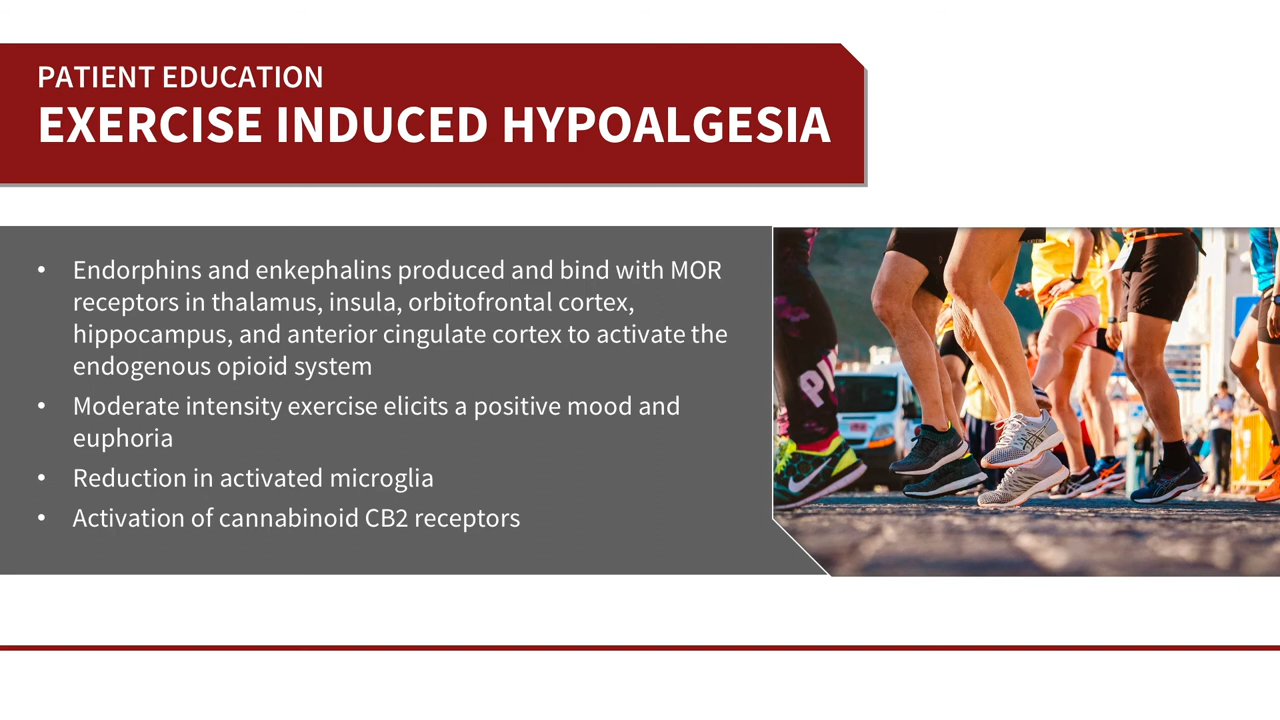 PATIENT EDUCATION
EXERCISE INDUCED HYPOALGESIA
• Endorphins and enkephalins produced and bind with MOR
receptors in thalamus, insula, orbitofrontal cortex,
hippocampus, and anterior cingulate cortex to activate the
endogenous opioid system
• Moderate intensity exercise elicits a positive mood and
euphoria
• Reduction in activated microglia
• Activation of cannabinoid CB2 receptors